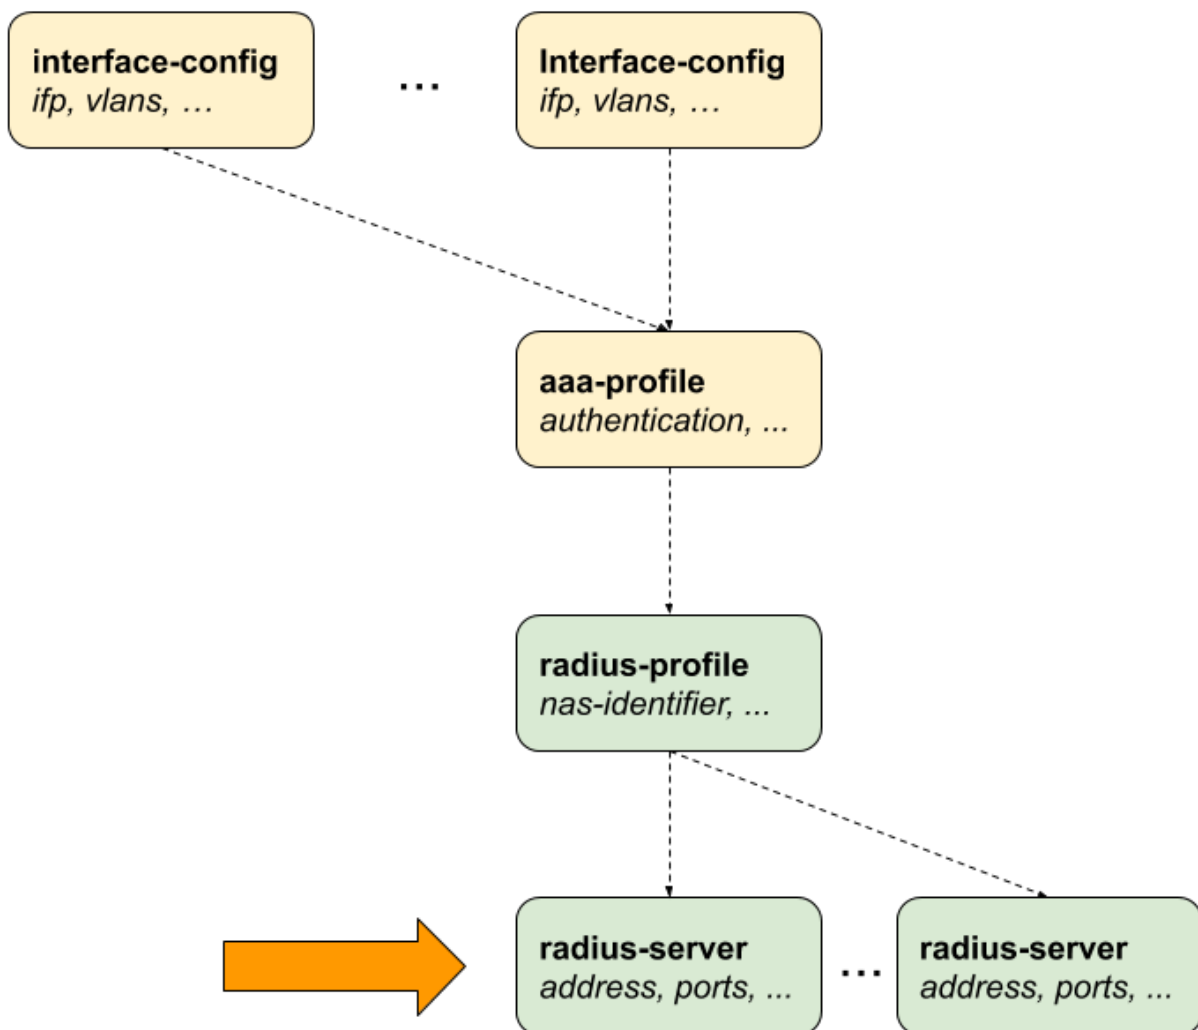 interface-config
ifp, vlans, …
...
Interface-config
ifp, vlans, …
aaa-profile
authentication, ...
radius-profile
nas-identifier, ...
radius-server
address, ports, ...
...
radius-server
address, ports, ...